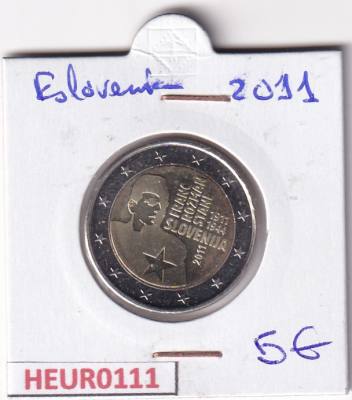 Eslovenia 2011
FRANC
ROZMAN
STANE
1911
1944
SLOVENIJA
2011
5€
HEUR0111